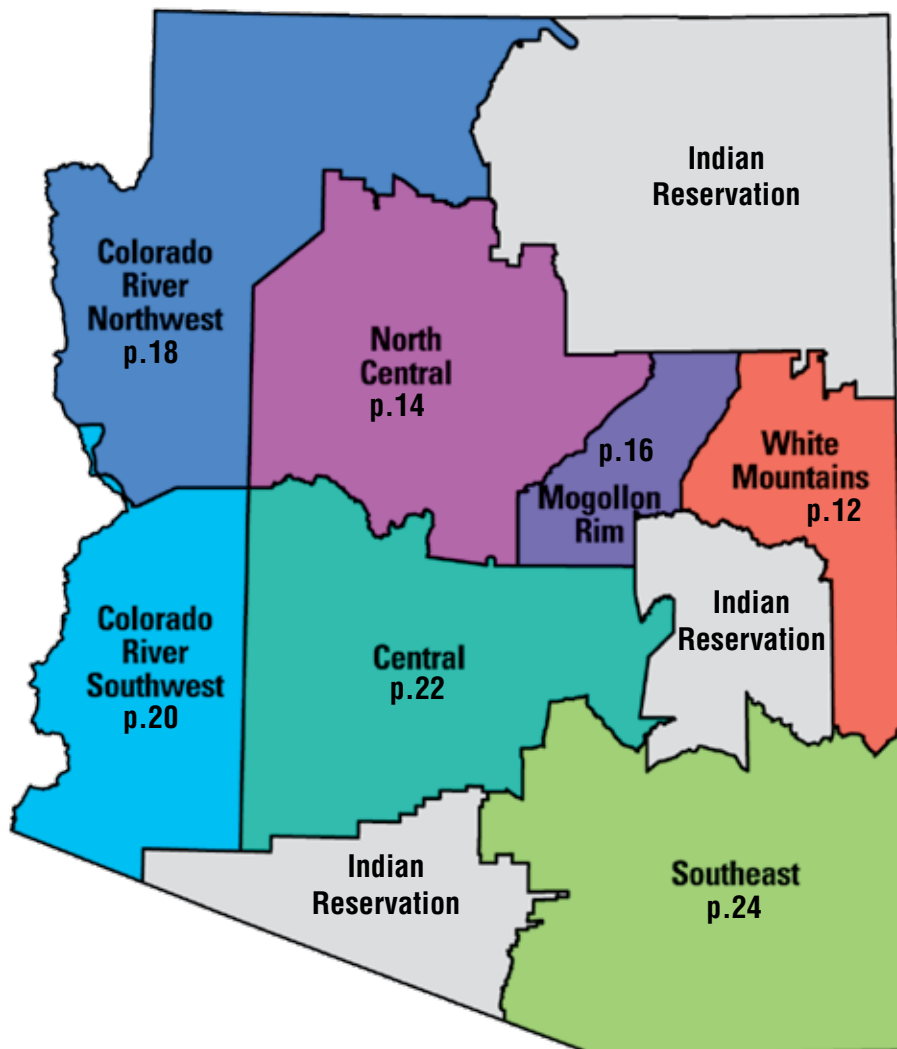 Indian
Reservation
Colorado
River
Northwest
p.18
North
Central
p.14
p.16
Mogollon
Rim
White
Mountains
p.12
Indian
Reservation
Colorado
River
Southwest
p.20
Central
p.22
Indian
Reservation
Southeast
p.24